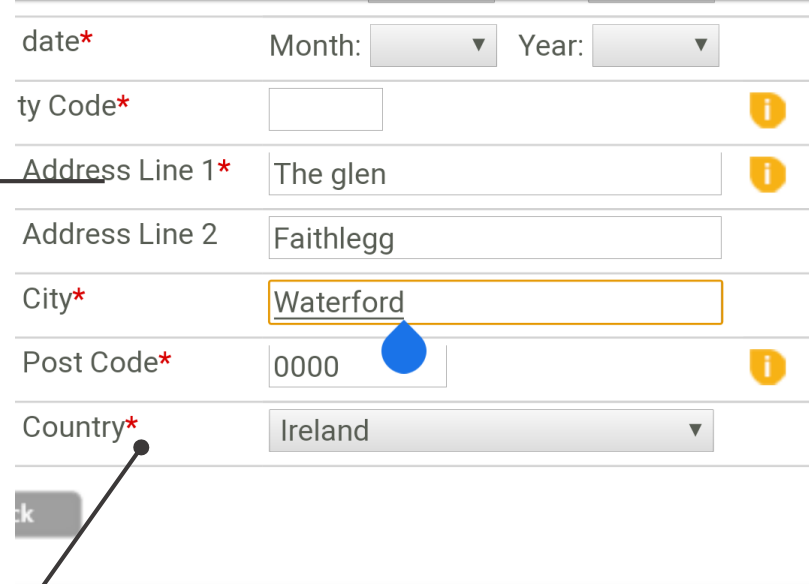 date*
Month: Year:
ty Code*
Address Line 1* The glen
Address Line 2 Faithlegg
City* Waterford
Post Code* 0000
Country* Ireland
ck